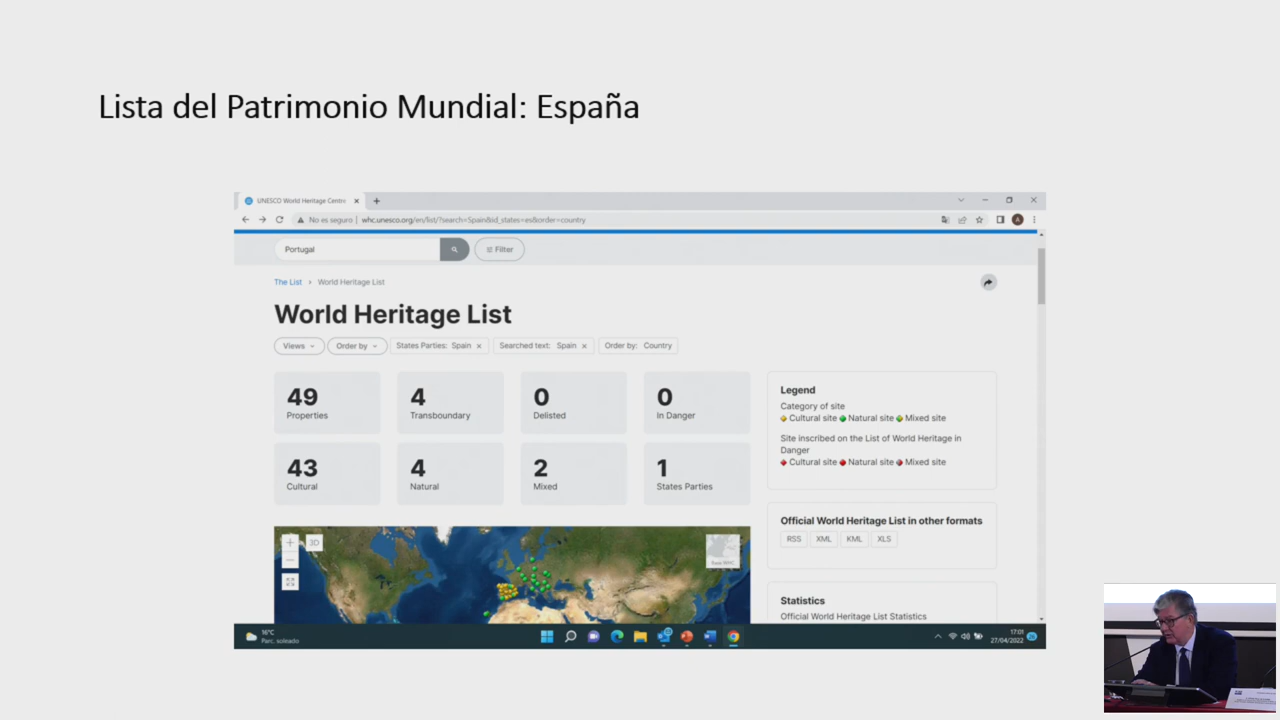 Lista del Patrimonio Mundial: España
UNESCO World Heritage Centre
No es seguro | whc.unesco.org/en/list/?search=Spain&id_states=es&order=country
Portugal
Filter
The List > World Heritage List
World Heritage List
Views
Order by
States Parties: Spain ×
Searched text: Spain ×
Order by: Country
49
Properties
4
Transboundary
0
Delisted
0
In Danger
43
Cultural
4
Natural
2
Mixed
1
States Parties
Legend
Category of site
Cultural site Natural site Mixed site
Site inscribed on the List of World Heritage in
Danger
Cultural site Natural site Mixed site
Official World Heritage List in other formats
RSS XML KML XLS
Statistics
Official World Heritage List Statistics
3D
16°C
Parc. soleado
17:01
27/04/2022